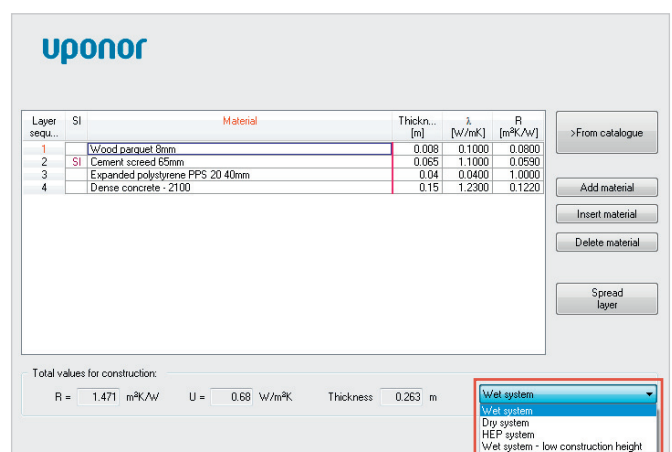 uponor
Layer sequ... SI Material Thickn... [m] λ [W/mK] R [m²K/W]
1 Wood parquet 8mm 0.008 0.1000 0.0800
2 SI Cement screed 65mm 0.065 1.1000 0.0590
3 Expanded polystyrene PPS 20 40mm 0.04 0.0400 1.0000
4 Dense concrete - 2100 0.15 1.2300 0.1220
>From catalogue
Add material
Insert material
Delete material
Spread
layer
Total values for construction:
R = 1.471 m²K/W U = 0.68 W/m²K Thickness 0.263 m
Wet system
Wet system
Dry system
HEP system
Wet system - low construction height